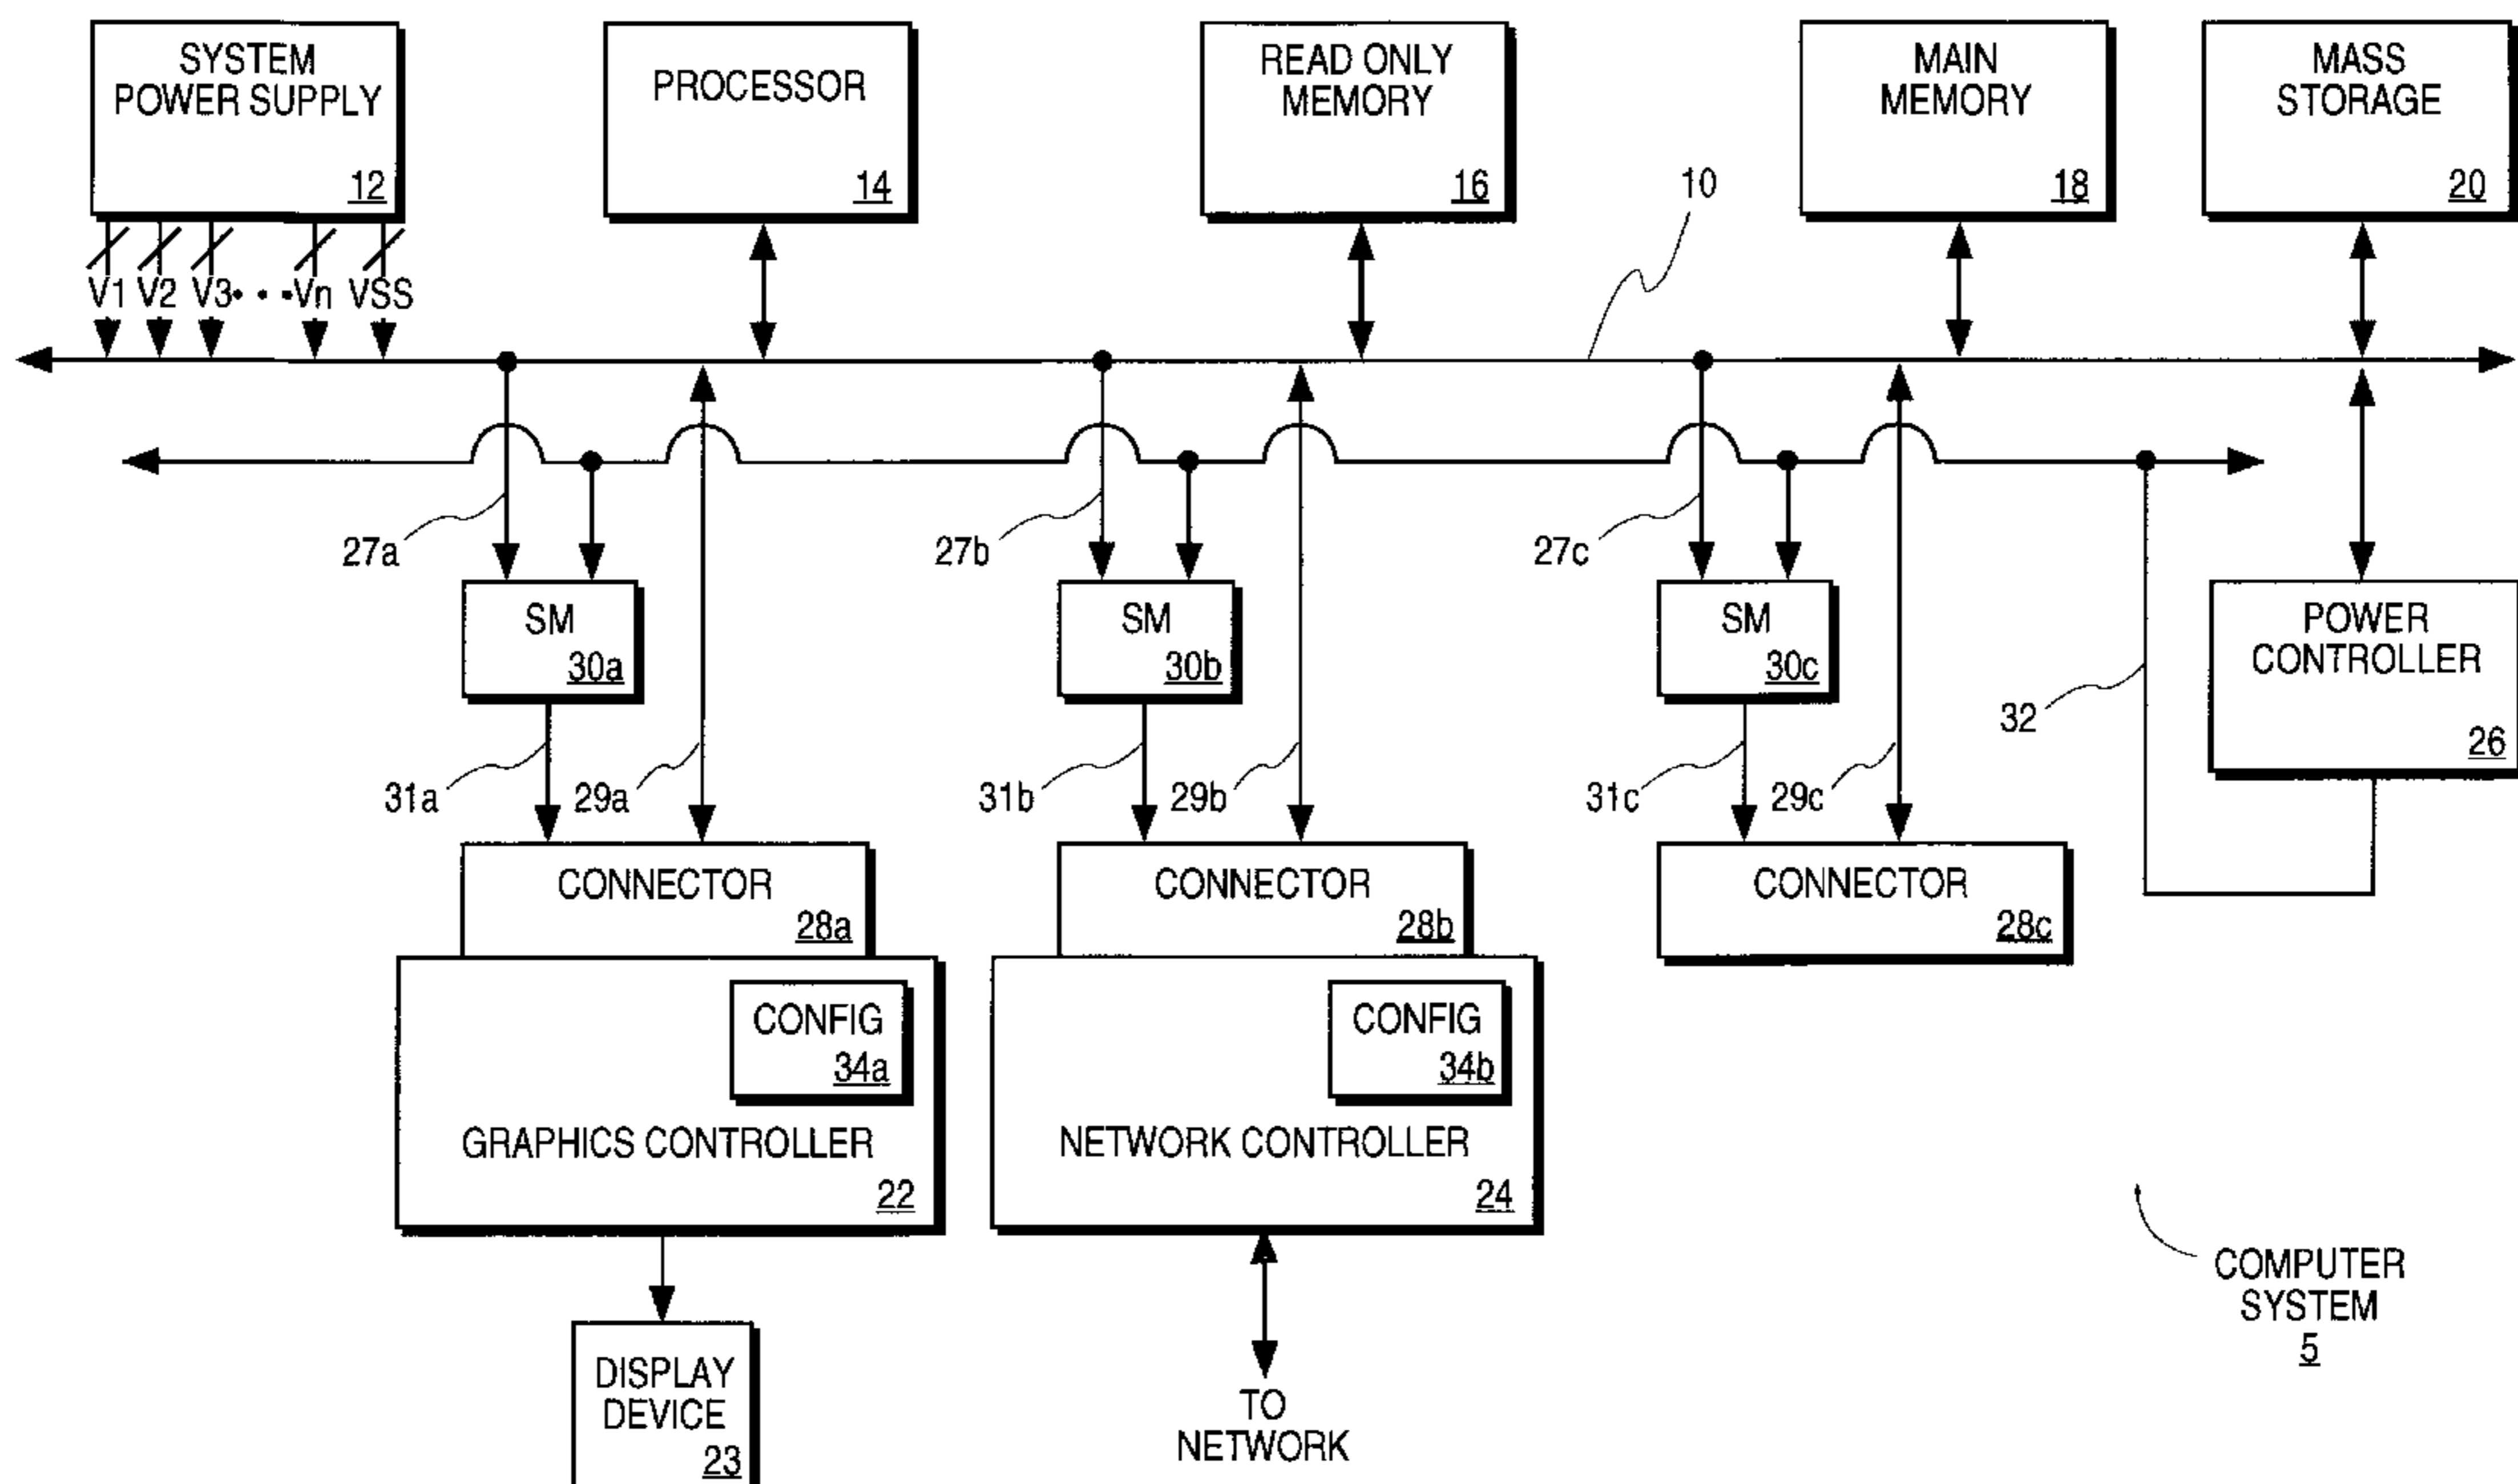 SYSTEM
POWER SUPPLY
12
PROCESSOR
14
READ ONLY
MEMORY
16
MAIN
MEMORY
18
MASS
STORAGE
20
10
V1 V2 V3 • • • Vn VSS
27a
27b
27c
SM
30a
SM
30b
SM
30c
POWER
CONTROLLER
26
32
31a
29a
31b
29b
31c
29c
CONNECTOR
28a
CONNECTOR
28b
CONNECTOR
28c
CONFIG
34a
GRAPHICS CONTROLLER
22
CONFIG
34b
NETWORK CONTROLLER
24
DISPLAY
DEVICE
23
TO
NETWORK
COMPUTER
SYSTEM
5